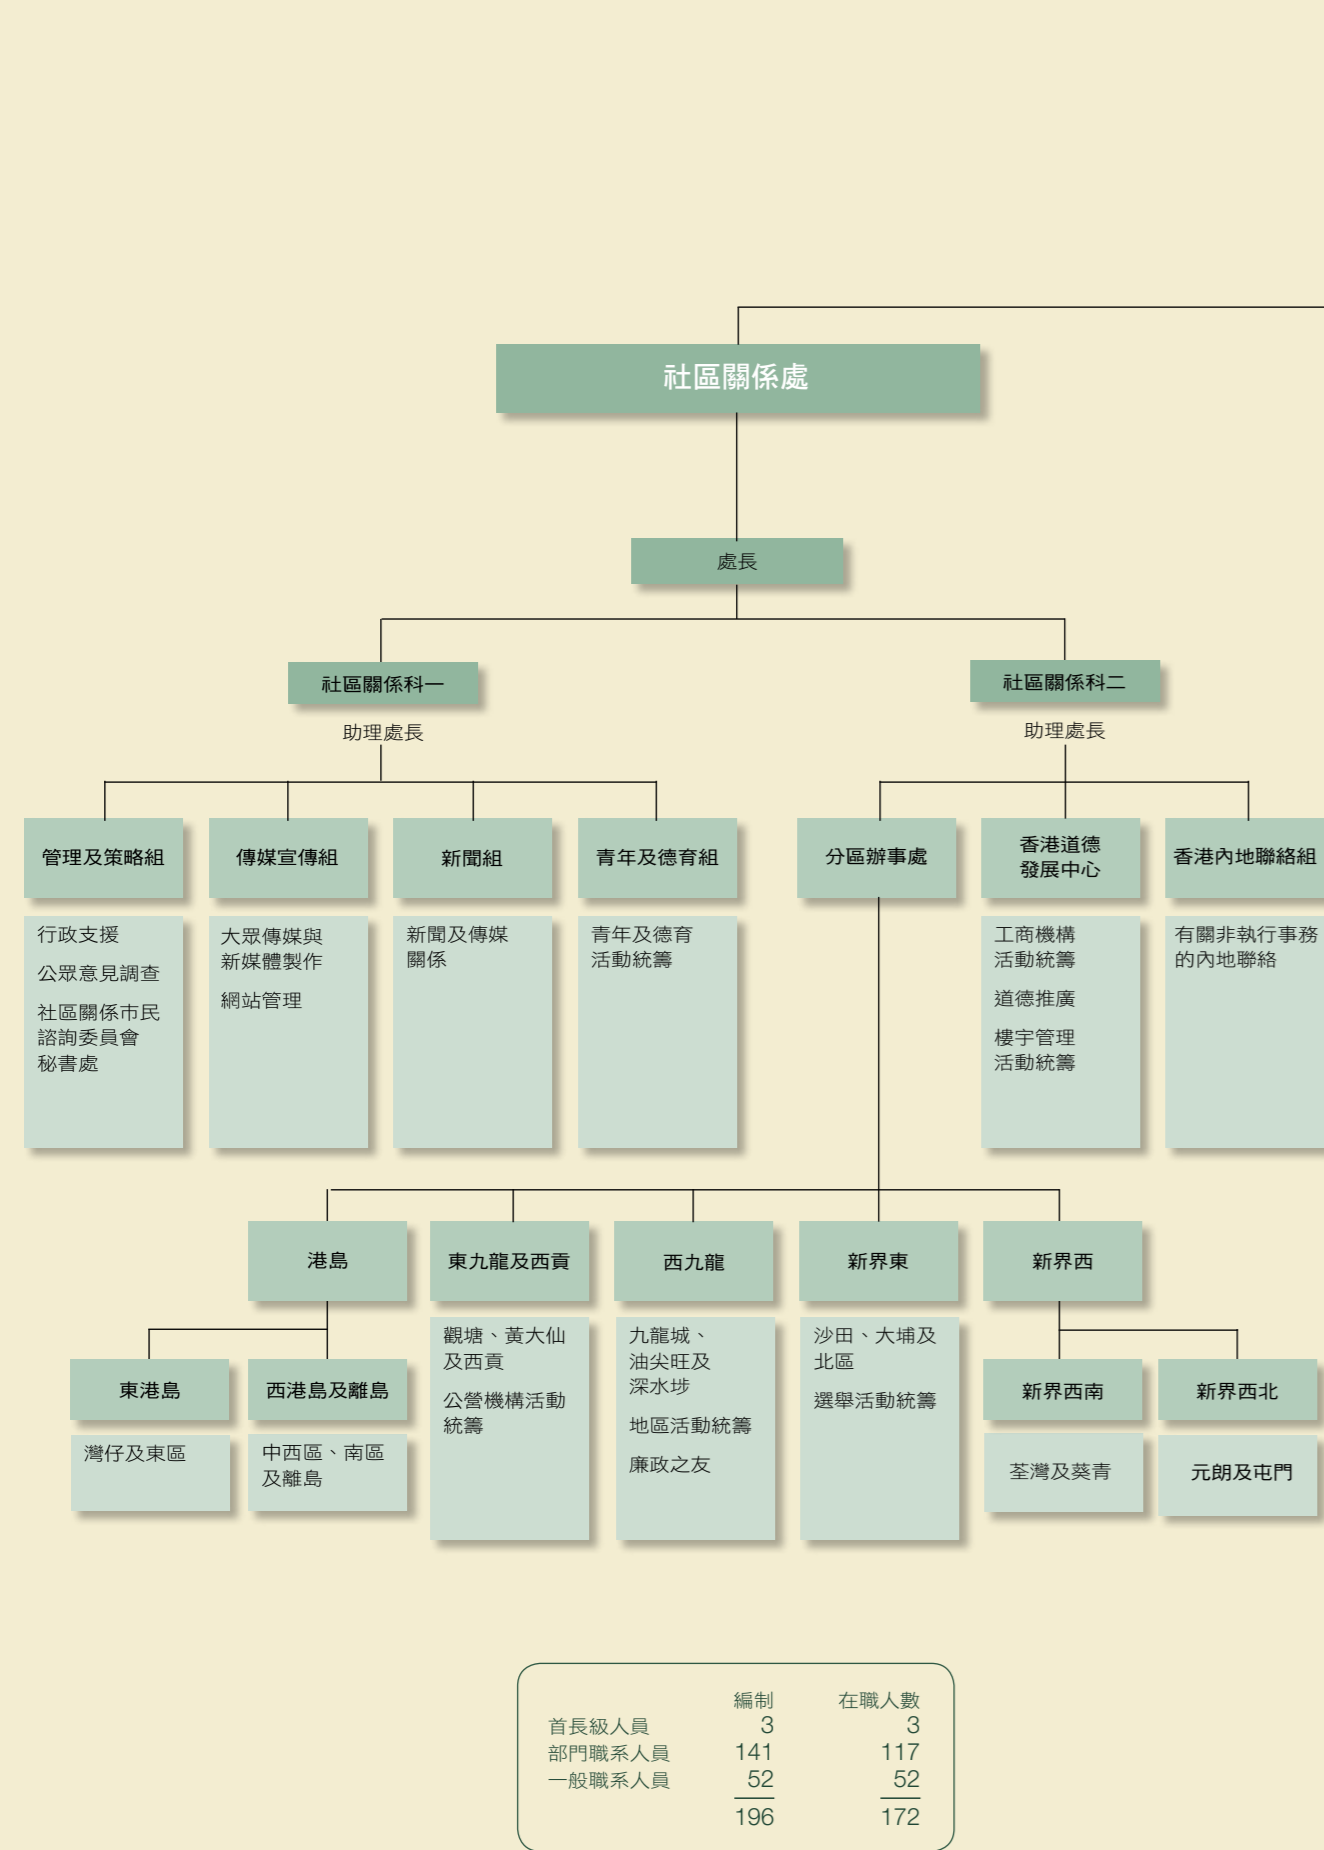 社區關係處
處長
社區關係科一
助理處長
社區關係科二
助理處長
管理及策略組
傳媒宣傳組
新聞組
青年及德育組
分區辦事處
香港道德
發展中心
香港內地聯絡組
行政支援
公眾意見調查
社區關係市民
諮詢委員會
秘書處
大眾傳媒與
新媒體製作
網站管理
新聞及傳媒
關係
青年及德育
活動統籌
工商機構
活動統籌
道德推廣
樓宇管理
活動統籌
有關非執行事務
的內地聯絡
港島
東九龍及西貢
西九龍
新界東
新界西
觀塘、黃大仙
及西貢
公營機構活動
統籌
九龍城、
油尖旺及
深水埗
地區活動統籌
廉政之友
沙田、大埔及
北區
選舉活動統籌
東港島
西港島及離島
新界西南
新界西北
灣仔及東區
中西區、南區
及離島
荃灣及葵青
元朗及屯門
編制 在職人數
首長級人員 3 3
部門職系人員 141 117
一般職系人員 52 52
196 172